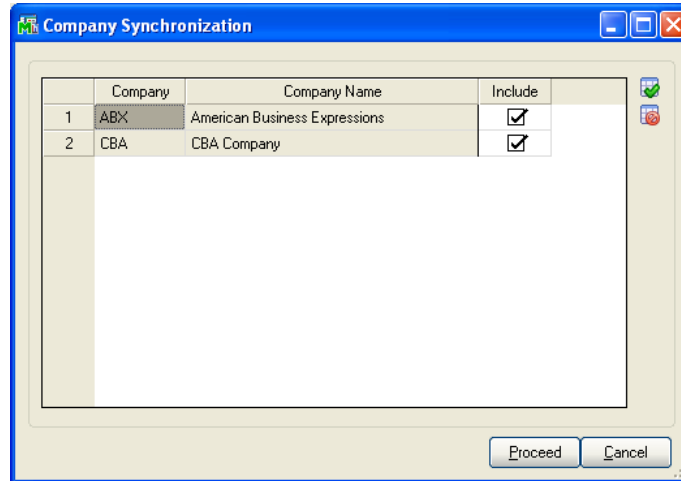 Company Synchronization
Company Company Name Include
1 ABX American Business Expressions
2 CBA CBA Company
Proceed Cancel